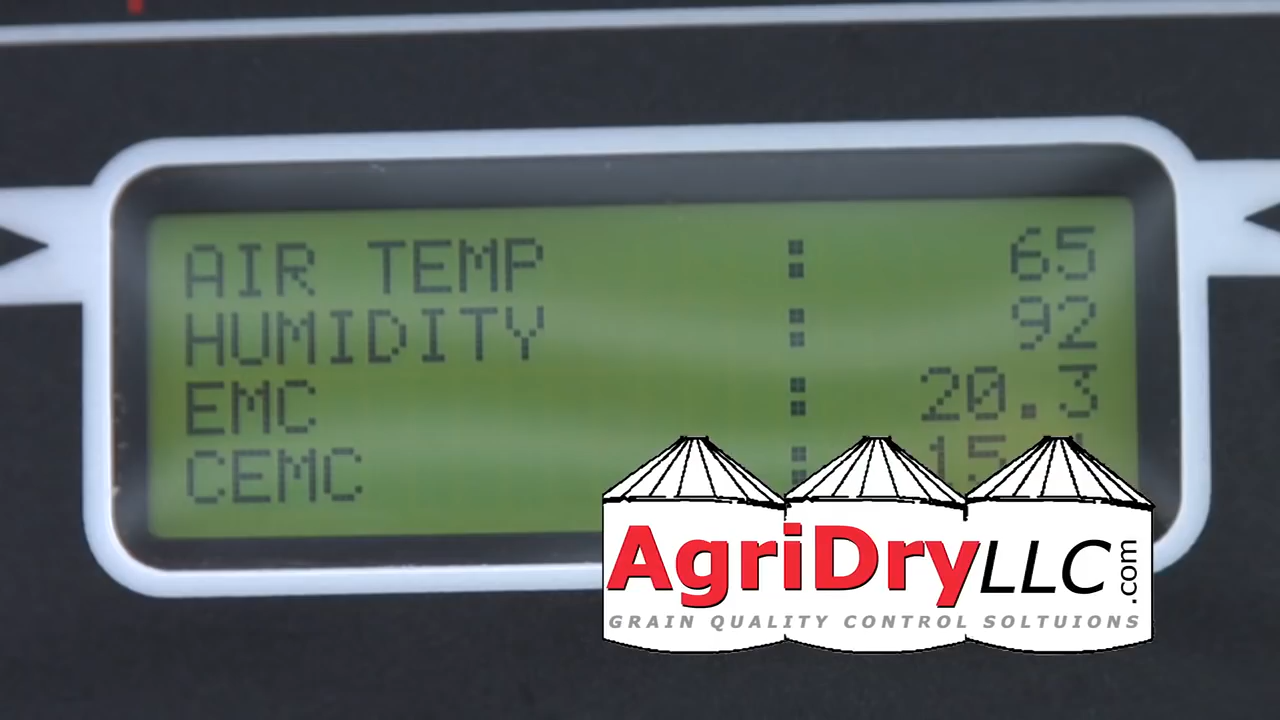 AIR TEMP : 65
HUMIDITY : 92
EMC : 20.3
CEMC :
AgriDryLLC.com
GRAIN QUALITY CONTROL SOLTUIONS